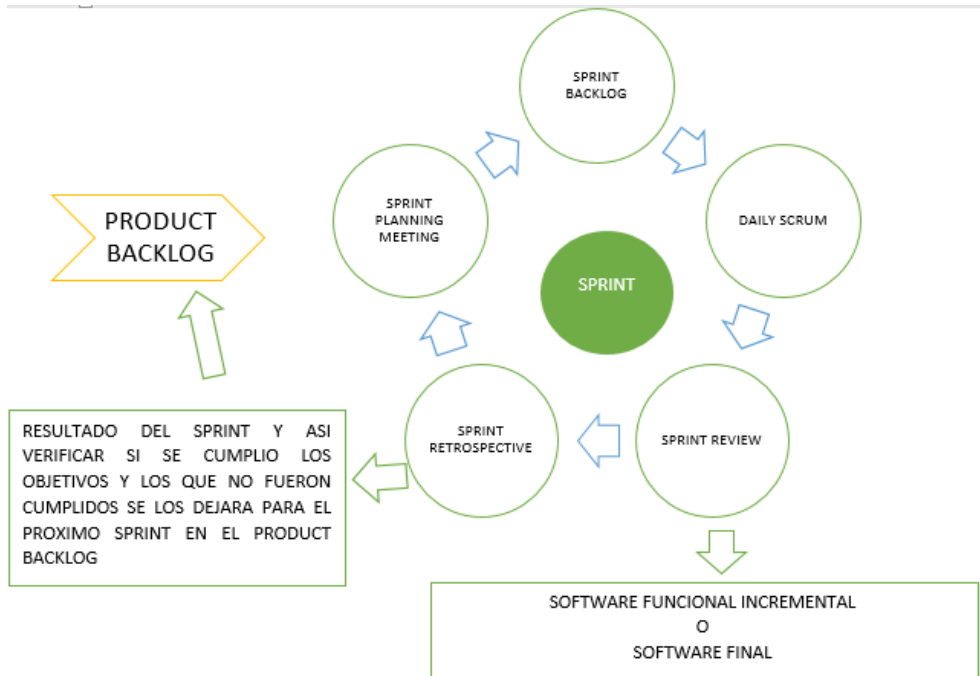 SPRINT
BACKLOG
SPRINT
PLANNING
MEETING
DAILY SCRUM
PRODUCT
BACKLOG
SPRINT
SPRINT
RETROSPECTIVE
SPRINT REVIEW
RESULTADO DEL SPRINT Y ASI
VERIFICAR SI SE CUMPLIO LOS
OBJETIVOS Y LOS QUE NO FUERON
CUMPLIDOS SE LOS DEJARA PARA EL
PROXIMO SPRINT EN EL PRODUCT
BACKLOG
SOFTWARE FUNCIONAL INCREMENTAL
O
SOFTWARE FINAL